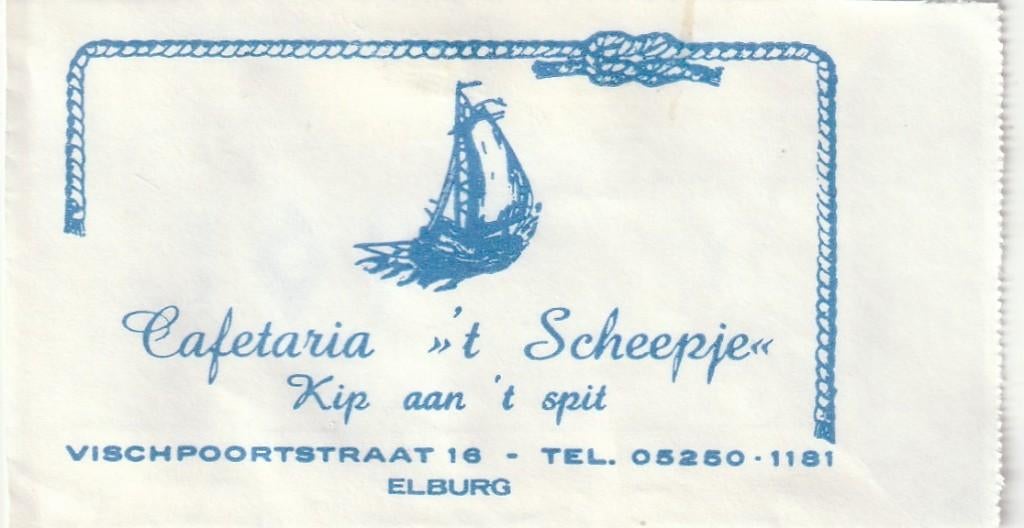 Cafetaria »'t Scheepje«
Kip aan 't spit
VISCHPOORTSTRAAT 16 - TEL. 05250·1181
ELBURG